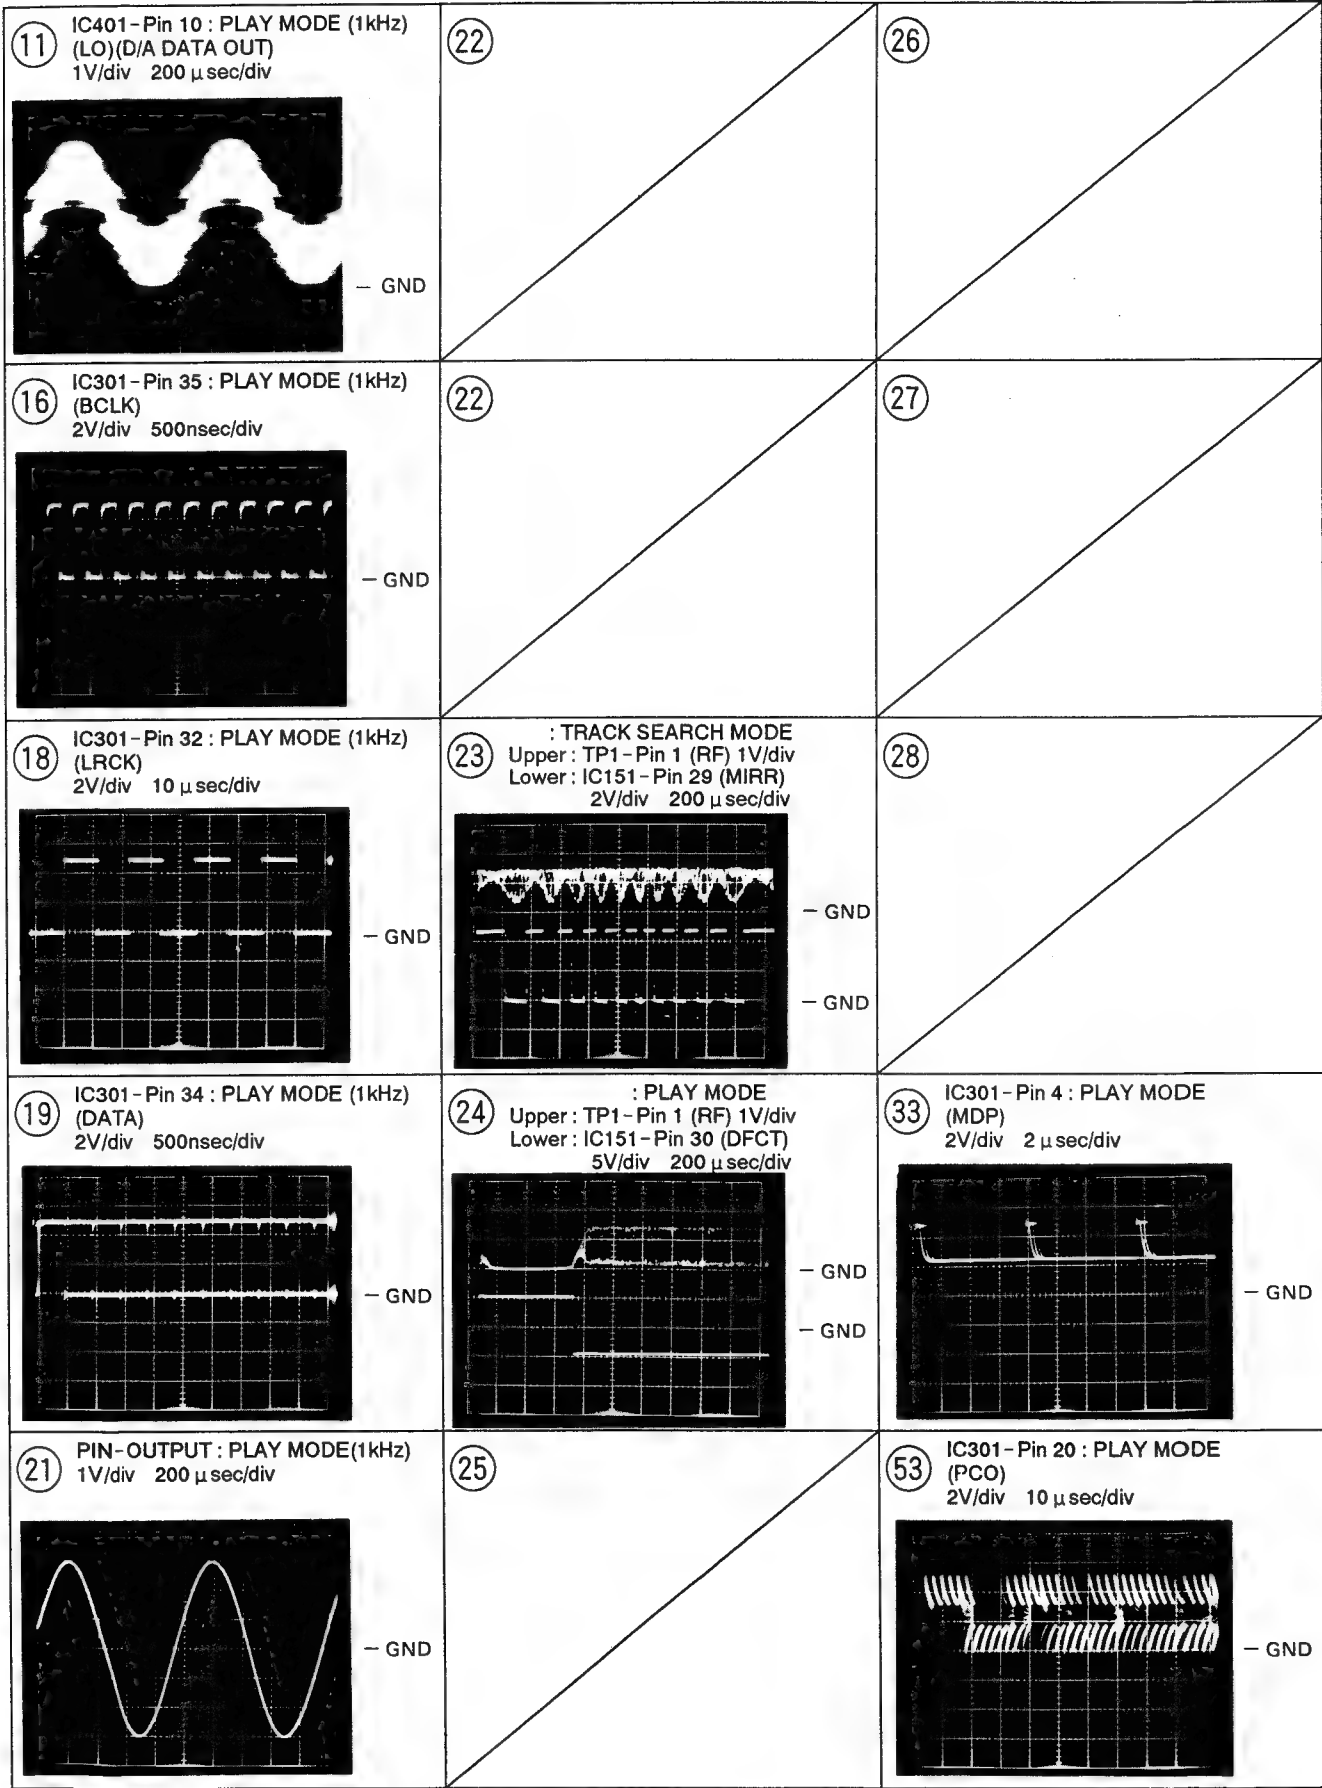 11 IC401-Pin 10 : PLAY MODE (1kHz)
(LO)(D/A DATA OUT)
1V/div 200 μsec/div
– GND
22
26
16 IC301-Pin 35 : PLAY MODE (1kHz)
(BCLK)
2V/div 500nsec/div
– GND
22
27
18 IC301-Pin 32 : PLAY MODE (1kHz)
(LRCK)
2V/div 10 μsec/div
– GND
23 : TRACK SEARCH MODE
Upper : TP1-Pin 1 (RF) 1V/div
Lower : IC151-Pin 29 (MIRR)
2V/div 200 μsec/div
– GND
– GND
28
19 IC301-Pin 34 : PLAY MODE (1kHz)
(DATA)
2V/div 500nsec/div
– GND
24 : PLAY MODE
Upper : TP1-Pin 1 (RF) 1V/div
Lower : IC151-Pin 30 (DFCT)
5V/div 200 μsec/div
– GND
– GND
33 IC301-Pin 4 : PLAY MODE
(MDP)
2V/div 2 μsec/div
– GND
21 PIN-OUTPUT : PLAY MODE(1kHz)
1V/div 200 μsec/div
– GND
25
53 IC301-Pin 20 : PLAY MODE
(PCO)
2V/div 10 μsec/div
– GND